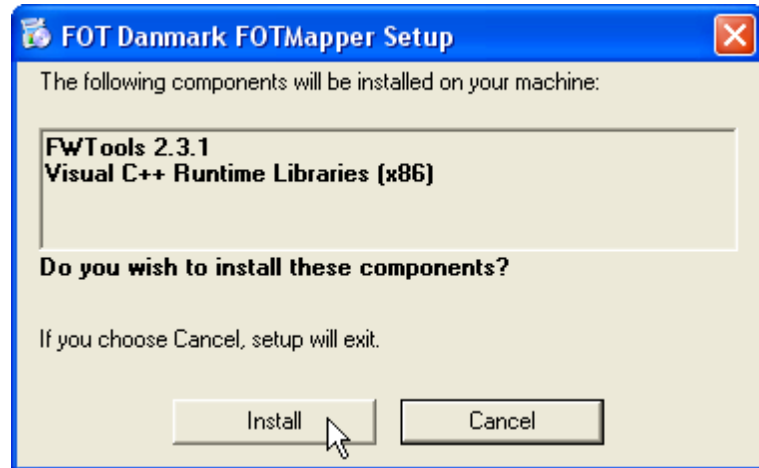 FOT Danmark FOTMapper Setup
The following components will be installed on your machine:
FWTools 2.3.1
Visual C++ Runtime Libraries (x86)
Do you wish to install these components?
If you choose Cancel, setup will exit.
Install
Cancel